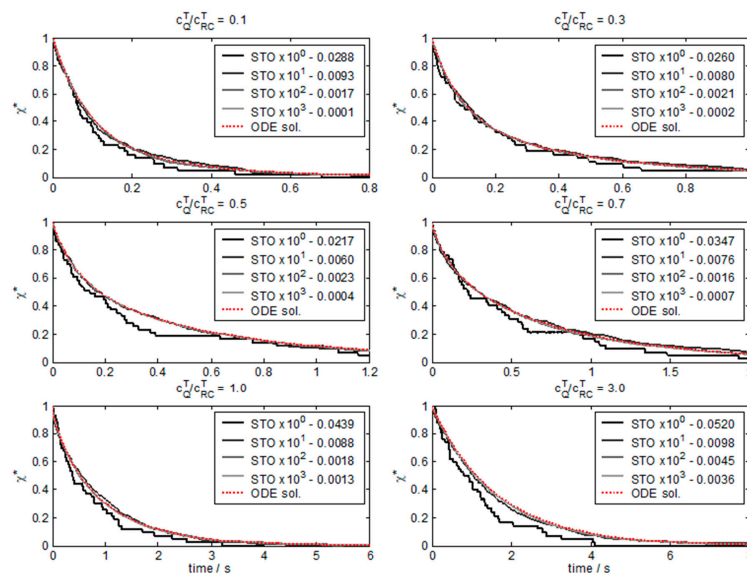 c_Q^T/c_RC^T = 0.1
χ*
1
0.8
0.6
0.4
0.2
0
0 0.2 0.4 0.6 0.8
STO x10^0 - 0.0288
STO x10^1 - 0.0093
STO x10^2 - 0.0017
STO x10^3 - 0.0001
ODE sol.
c_Q^T/c_RC^T = 0.3
χ*
1
0.8
0.6
0.4
0.2
0
0 0.2 0.4 0.6 0.8
STO x10^0 - 0.0260
STO x10^1 - 0.0080
STO x10^2 - 0.0021
STO x10^3 - 0.0002
ODE sol.
c_Q^T/c_RC^T = 0.5
χ*
1
0.8
0.6
0.4
0.2
0
0 0.2 0.4 0.6 0.8 1 1.2
STO x10^0 - 0.0217
STO x10^1 - 0.0060
STO x10^2 - 0.0023
STO x10^3 - 0.0004
ODE sol.
c_Q^T/c_RC^T = 0.7
χ*
1
0.8
0.6
0.4
0.2
0
0 0.5 1 1.5
STO x10^0 - 0.0347
STO x10^1 - 0.0076
STO x10^2 - 0.0016
STO x10^3 - 0.0007
ODE sol.
c_Q^T/c_RC^T = 1.0
χ*
1
0.8
0.6
0.4
0.2
0
0 1 2 3 4 5 6
time / s
STO x10^0 - 0.0439
STO x10^1 - 0.0088
STO x10^2 - 0.0018
STO x10^3 - 0.0013
ODE sol.
c_Q^T/c_RC^T = 3.0
χ*
1
0.8
0.6
0.4
0.2
0
0 2 4 6
time / s
STO x10^0 - 0.0520
STO x10^1 - 0.0098
STO x10^2 - 0.0045
STO x10^3 - 0.0036
ODE sol.